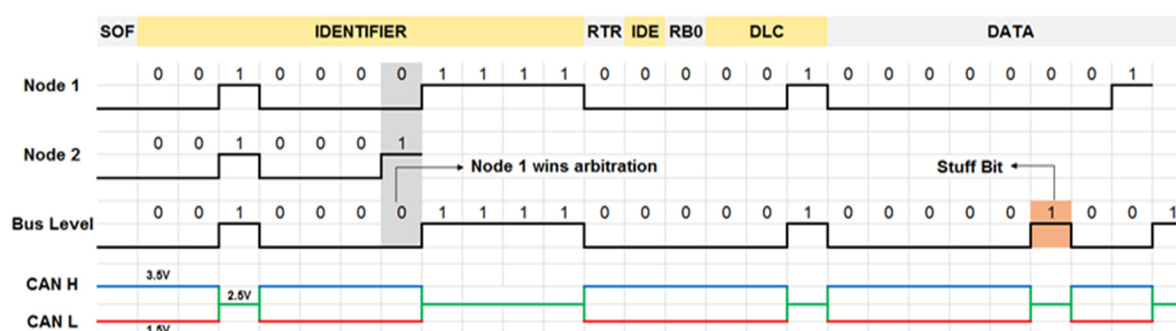 SOF IDENTIFIER RTR IDE RB0 DLC DATA
0 0 1 0 0 0 0 1 1 1 1 0 0 0 0 0 1 0 0 0 0 0 0 0 1
Node 1
0 0 1 0 0 0 1
Node 2
Node 1 wins arbitration
Stuff Bit
0 0 1 0 0 0 0 1 1 1 1 0 0 0 0 0 1 0 0 0 0 0 1 0 0 1
Bus Level
3.5V
CAN H
2.5V
CAN L
1.5V